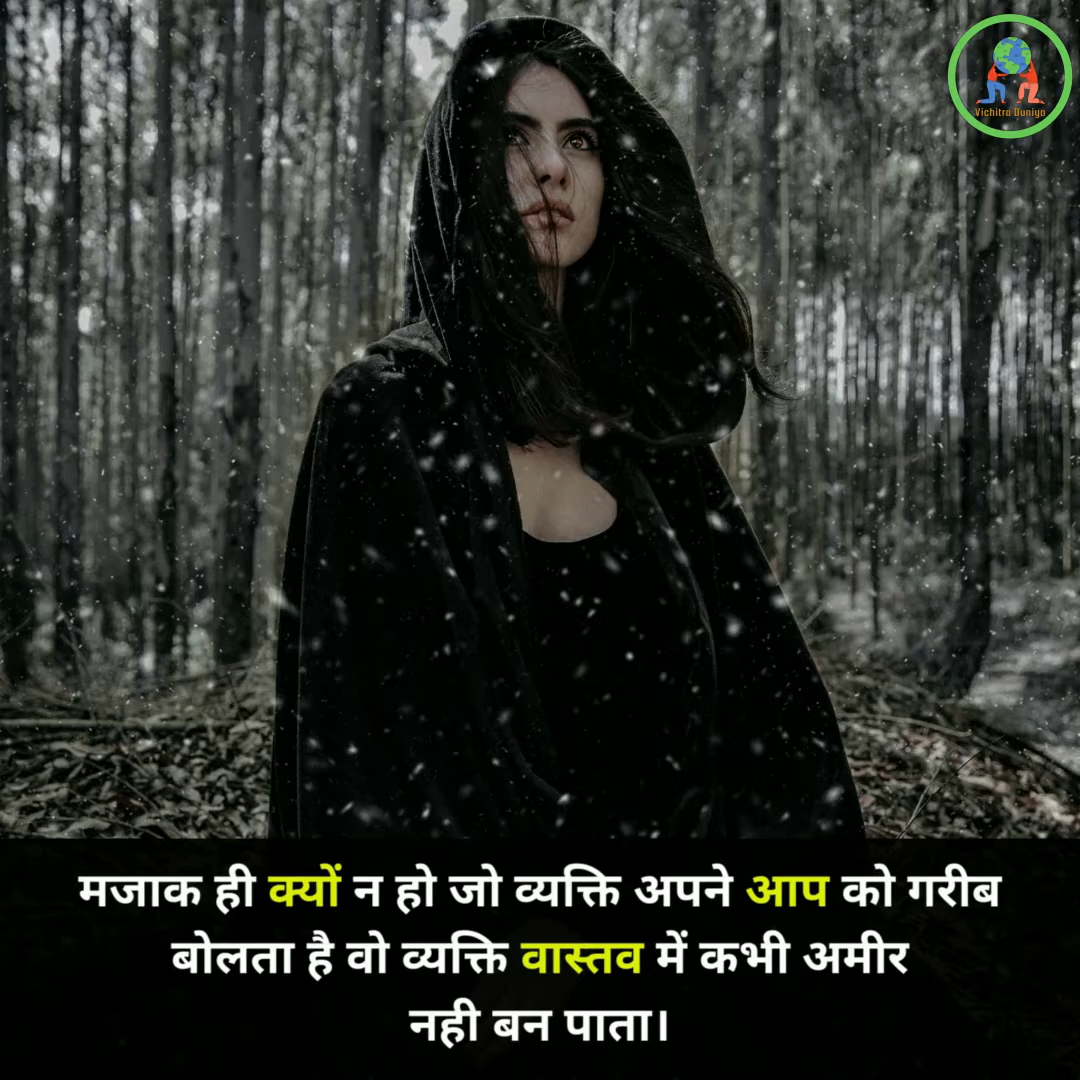 Vichitra Duniya
मजाक ही क्यों न हो जो व्यक्ति अपने आप को गरीब
बोलता है वो व्यक्ति वास्तव में कभी अमीर
नही बन पाता।